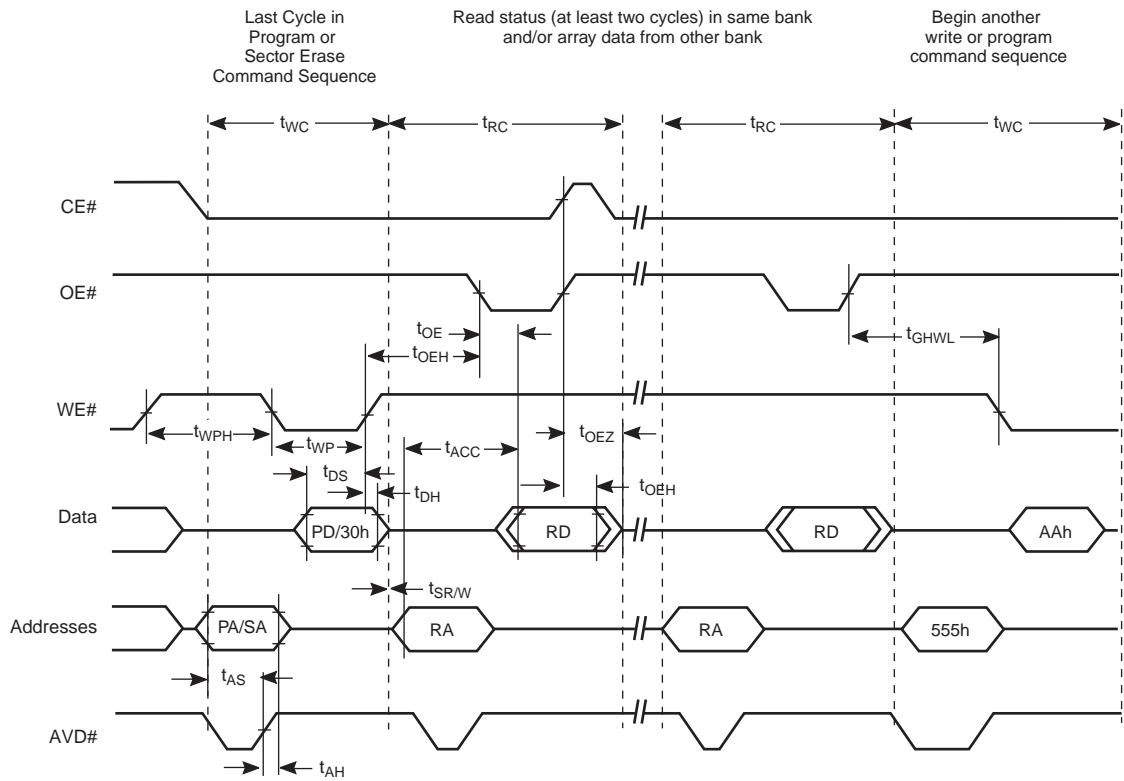 Last Cycle in
Program or
Sector Erase
Command Sequence
Read status (at least two cycles) in same bank
and/or array data from other bank
Begin another
write or program
command sequence
tWC
tRC
tRC
tWC
CE#
OE#
tOE
tOEH
tGHWL
WE#
tWPH
tWP
tACC
tOEZ
tDS
tDH
tOEH
Data
PD/30h
RD
RD
AAh
tSR/W
Addresses
PA/SA
RA
RA
555h
tAS
AVD#
tAH